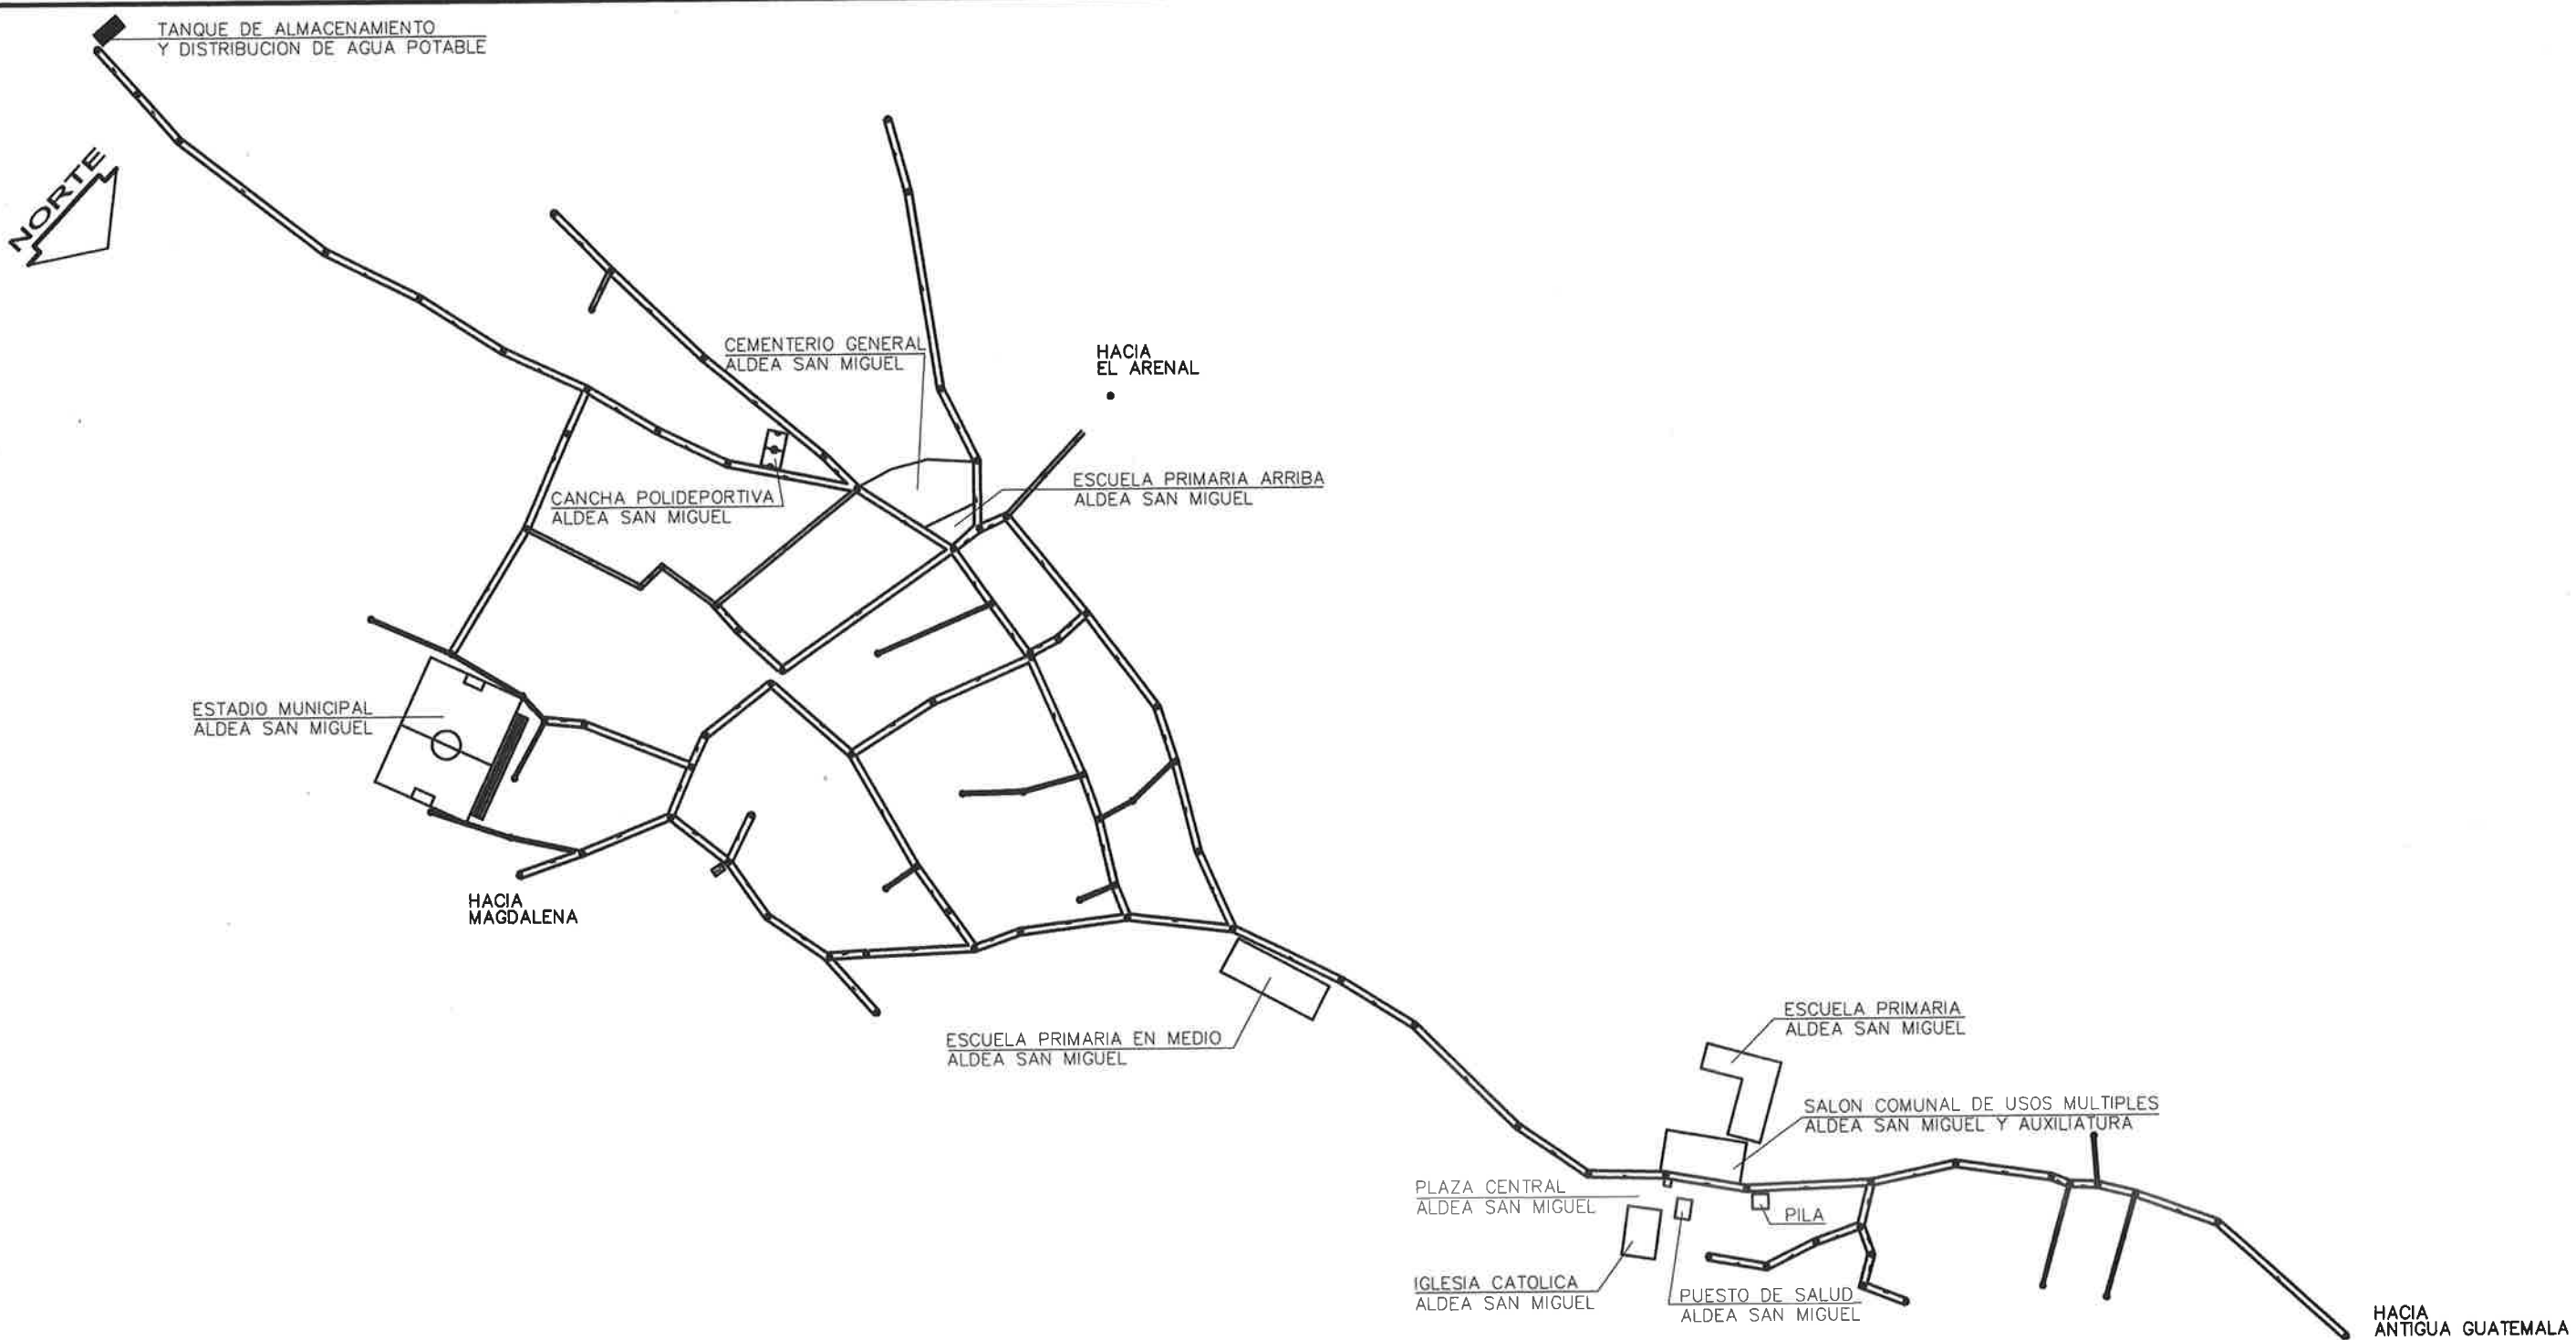 TANQUE DE ALMACENAMIENTO
Y DISTRIBUCION DE AGUA POTABLE
NORTE
CEMENTERIO GENERAL
ALDEA SAN MIGUEL
HACIA
EL ARENAL
ESCUELA PRIMARIA ARRIBA
ALDEA SAN MIGUEL
CANCHA POLIDEPORTIVA
ALDEA SAN MIGUEL
ESTADIO MUNICIPAL
ALDEA SAN MIGUEL
HACIA
MAGDALENA
ESCUELA PRIMARIA EN MEDIO
ALDEA SAN MIGUEL
ESCUELA PRIMARIA
ALDEA SAN MIGUEL
SALON COMUNAL DE USOS MULTIPLES
ALDEA SAN MIGUEL Y AUXILIATURA
PLAZA CENTRAL
ALDEA SAN MIGUEL
PILA
IGLESIA CATOLICA
ALDEA SAN MIGUEL
PUESTO DE SALUD
ALDEA SAN MIGUEL
HACIA
ANTIGUA GUATEMALA